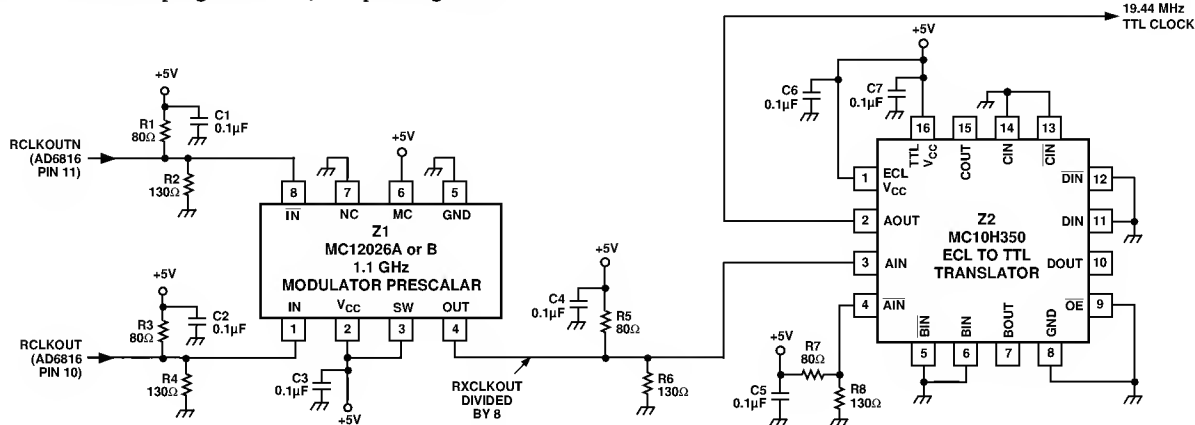 19.44 MHz
TTL CLOCK
+5V
C6
0.1µF
C7
0.1µF
+5V
C1
0.1µF
R1
80Ω
RCLKOUTN
(AD6816
PIN 11)
R2
130Ω
+5V
8
7
6
5
IN
NC
MC
GND
Z1
MC12026A or B
1.1 GHz
MODULATOR PRESCALAR
IN
VCC
SW
OUT
1
2
3
4
+5V
C2
0.1µF
R3
80Ω
RCLKOUT
(AD6816
PIN 10)
R4
130Ω
C3
0.1µF
+5V
RXCLKOUT
DIVIDED
BY 8
+5V
C4
0.1µF
R5
80Ω
R6
130Ω
16
15
14
13
TTL
VCC
COUT
CIN
CIN
1
ECL
VCC
2
AOUT
3
AIN
4
AIN
Z2
MC10H350
ECL TO TTL
TRANSLATOR
DIN
12
DIN
11
DOUT
10
OE
9
BIN
BIN
BOUT
GND
5
6
7
8
+5V
R7
80Ω
C5
0.1µF
R8
130Ω